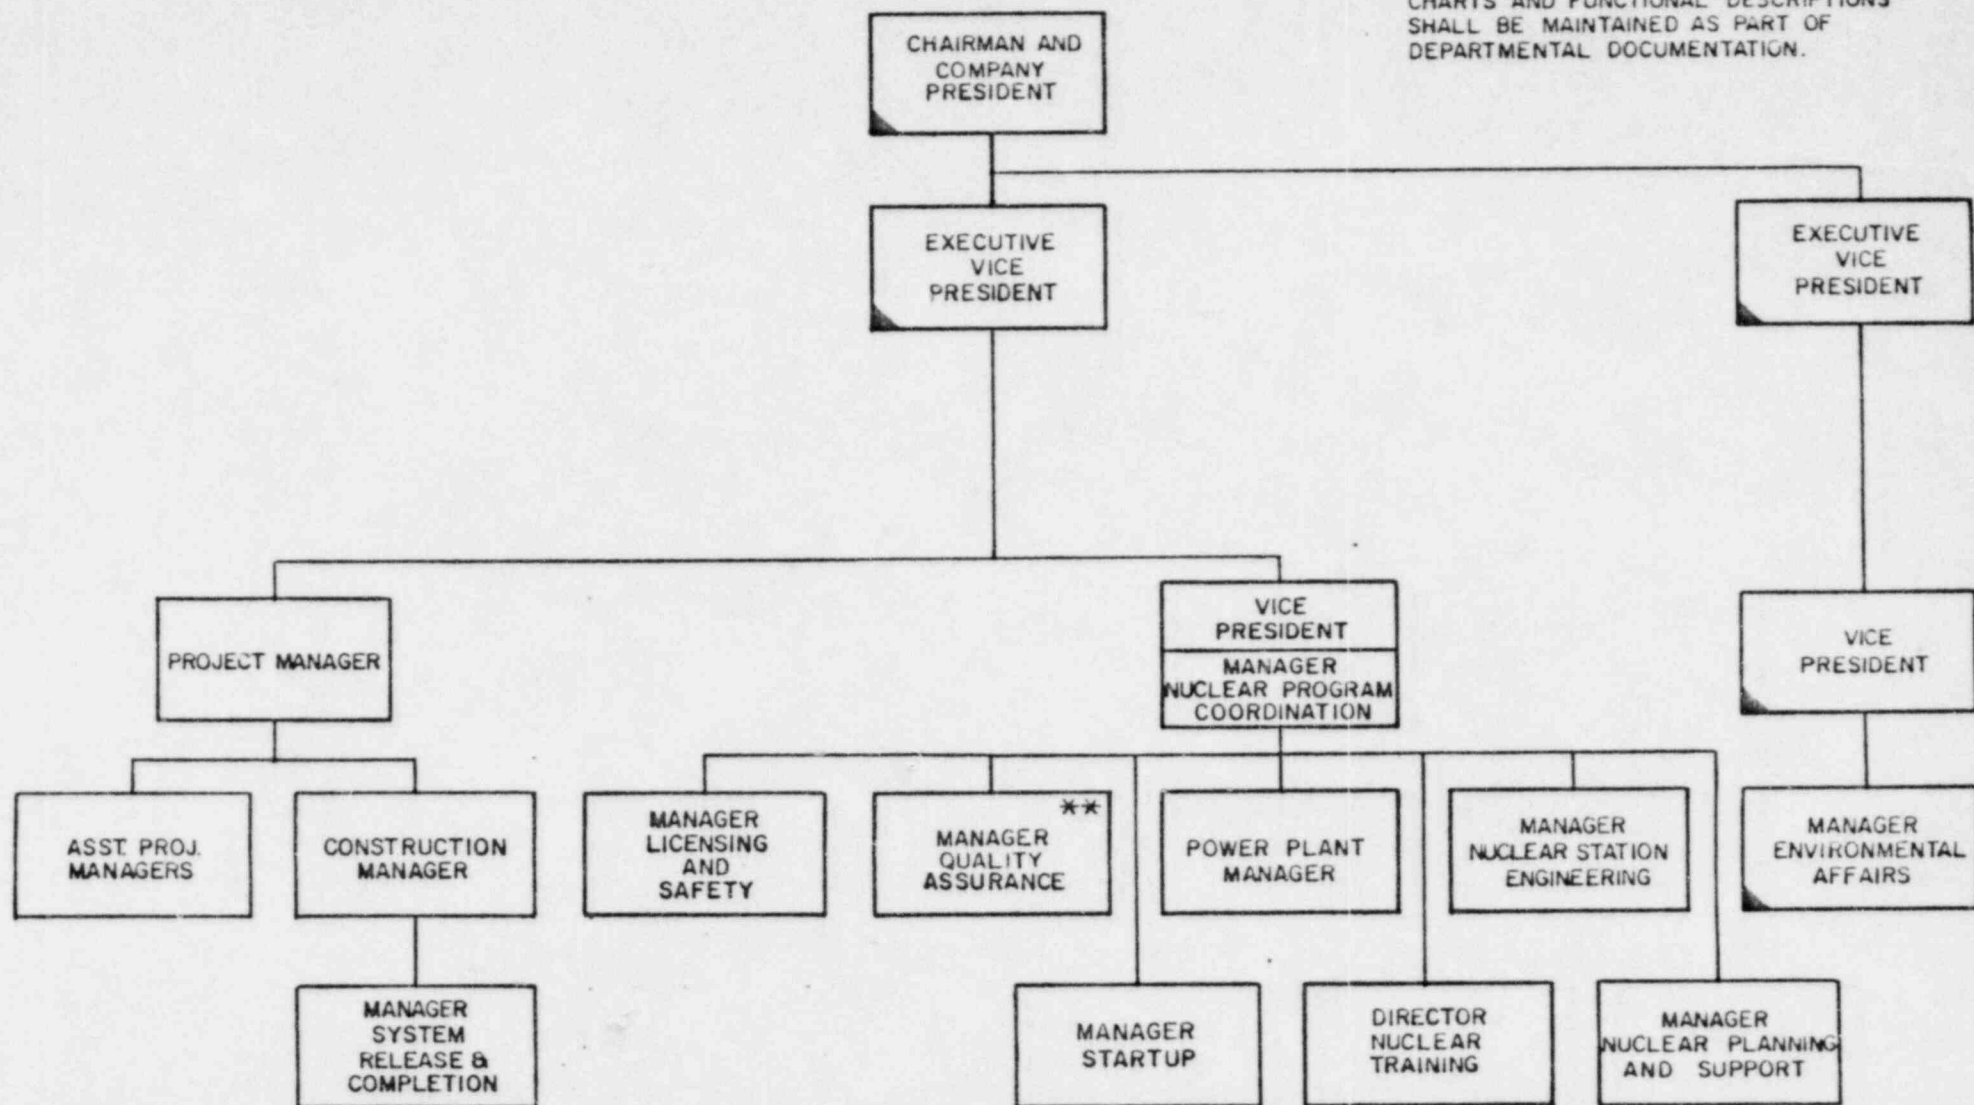 CHARTS AND FUNCTIONAL DESCRIPTIONS
SHALL BE MAINTAINED AS PART OF
DEPARTMENTAL DOCUMENTATION.
CHAIRMAN AND
COMPANY
PRESIDENT
EXECUTIVE
VICE
PRESIDENT
EXECUTIVE
VICE
PRESIDENT
PROJECT MANAGER
VICE
PRESIDENT
MANAGER
NUCLEAR PROGRAM
COORDINATION
VICE
PRESIDENT
ASST. PROJ.
MANAGERS
CONSTRUCTION
MANAGER
MANAGER
LICENSING
AND
SAFETY
**
MANAGER
QUALITY
ASSURANCE
POWER PLANT
MANAGER
MANAGER
NUCLEAR STATION
ENGINEERING
MANAGER
ENVIRONMENTAL
AFFAIRS
MANAGER
SYSTEM
RELEASE &
COMPLETION
MANAGER
STARTUP
DIRECTOR
NUCLEAR
TRAINING
MANAGER
NUCLEAR PLANNING
AND SUPPORT